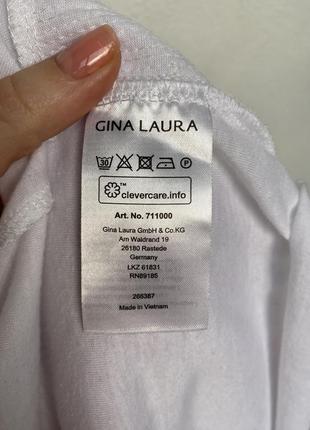 GINA LAURA
30 P
clevercare.info
Art. No. 711000
Gina Laura GmbH & Co.KG
Am Waldrand 19
26180 Rastede
Germany
LKZ 61831
RN89185
266387
Made in Vietnam